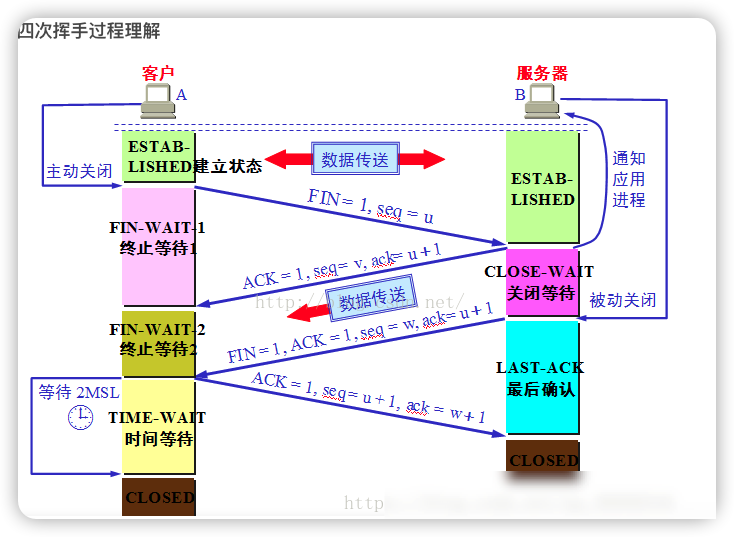 四次挥手过程理解
客户
服务器
A
B
ESTAB-
LISHED建立状态
主动关闭
数据传送
ESTAB-
LISHED
通知
应用
进程
FIN = 1, seq = u
FIN-WAIT-1
终止等待1
ACK = 1, seq= v, ack= u + 1
CLOSE-WAIT
关闭等待
被动关闭
数据传送
FIN-WAIT-2
终止等待2
FIN = 1, ACK = 1, seq = w, ack= u + 1
LAST-ACK
最后确认
等待 2MSL
ACK = 1, seq= u + 1, ack = w + 1
TIME-WAIT
时间等待
CLOSED
CLOSED